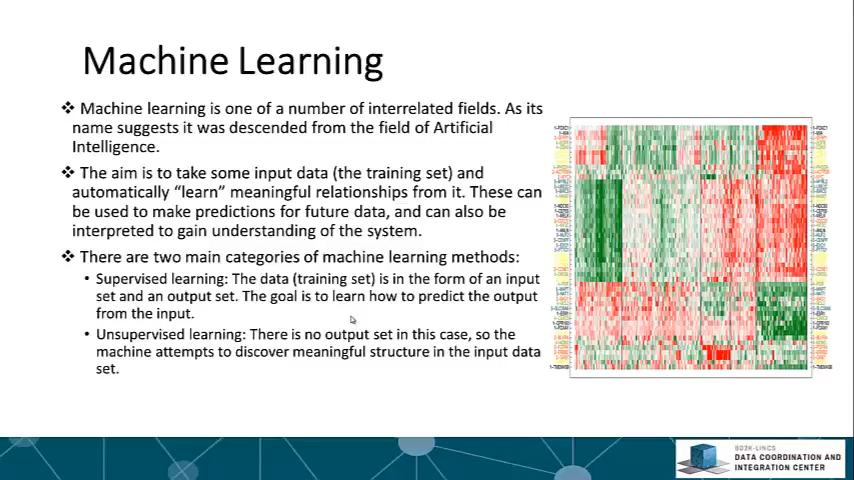 Machine Learning
❖ Machine learning is one of a number of interrelated fields. As its
name suggests it was descended from the field of Artificial
Intelligence.
❖ The aim is to take some input data (the training set) and
automatically “learn” meaningful relationships from it. These can
be used to make predictions for future data, and can also be
interpreted to gain understanding of the system.
❖ There are two main categories of machine learning methods:
• Supervised learning: The data (training set) is in the form of an input
set and an output set. The goal is to learn how to predict the output
from the input.
• Unsupervised learning: There is no output set in this case, so the
machine attempts to discover meaningful structure in the input data
set.
BD2K-LINCS
DATA COORDINATION AND
INTEGRATION CENTER